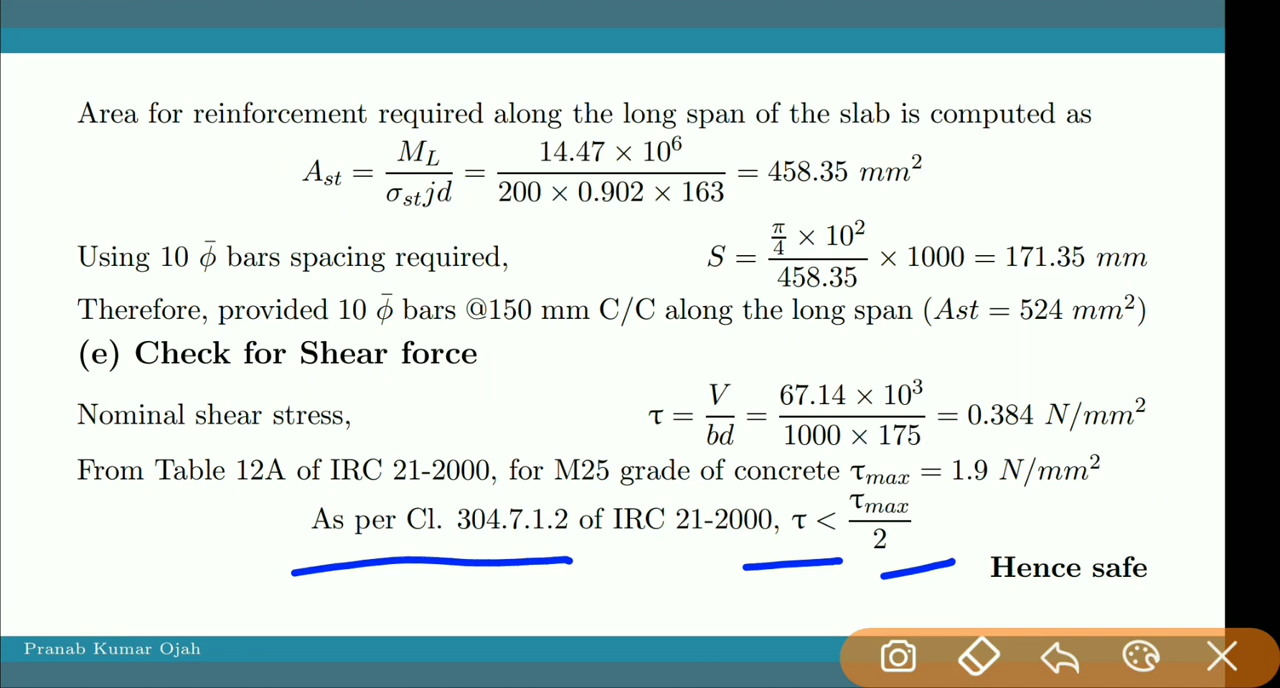 Area for reinforcement required along the long span of the slab is computed as
A_st = M_L / (σ_st jd) = (14.47 × 10^6) / (200 × 0.902 × 163) = 458.35 mm^2
Using 10 φ̄ bars spacing required, S = (π/4 × 10^2) / 458.35 × 1000 = 171.35 mm
Therefore, provided 10 φ̄ bars @150 mm C/C along the long span (Ast = 524 mm^2)
(e) Check for Shear force
Nominal shear stress, τ = V / bd = (67.14 × 10^3) / (1000 × 175) = 0.384 N/mm^2
From Table 12A of IRC 21-2000, for M25 grade of concrete τ_max = 1.9 N/mm^2
As per Cl. 304.7.1.2 of IRC 21-2000, τ < τ_max / 2
Hence safe
Pranab Kumar Ojah